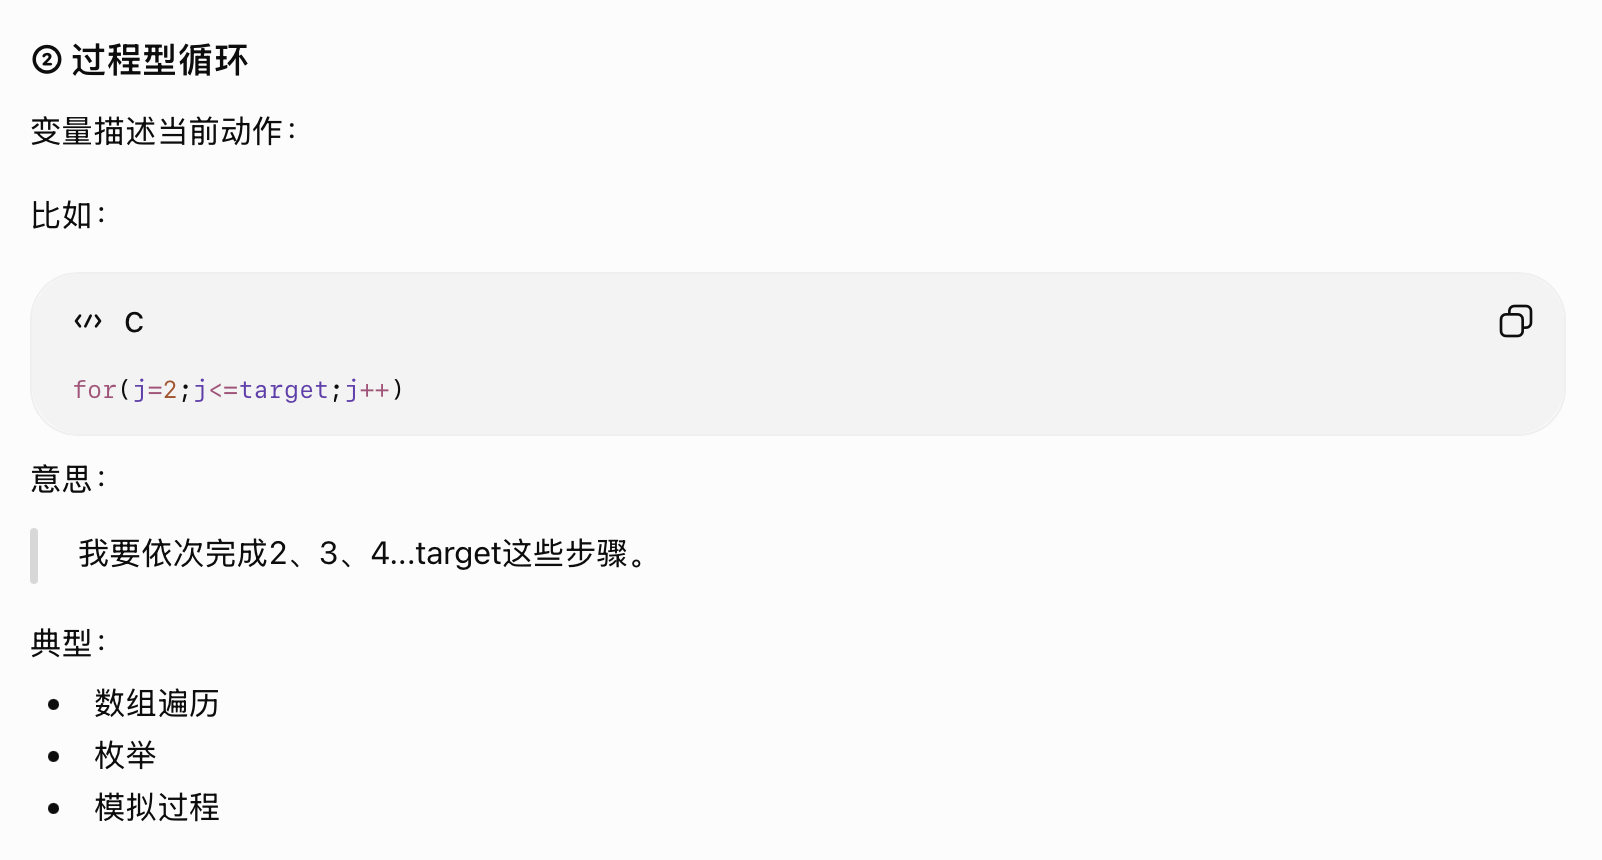 ② 过程型循环
变量描述当前动作：
比如：
C
for(j=2;j<=target;j++)
意思：
我要依次完成2、3、4...target这些步骤。
典型：
• 数组遍历
• 枚举
• 模拟过程